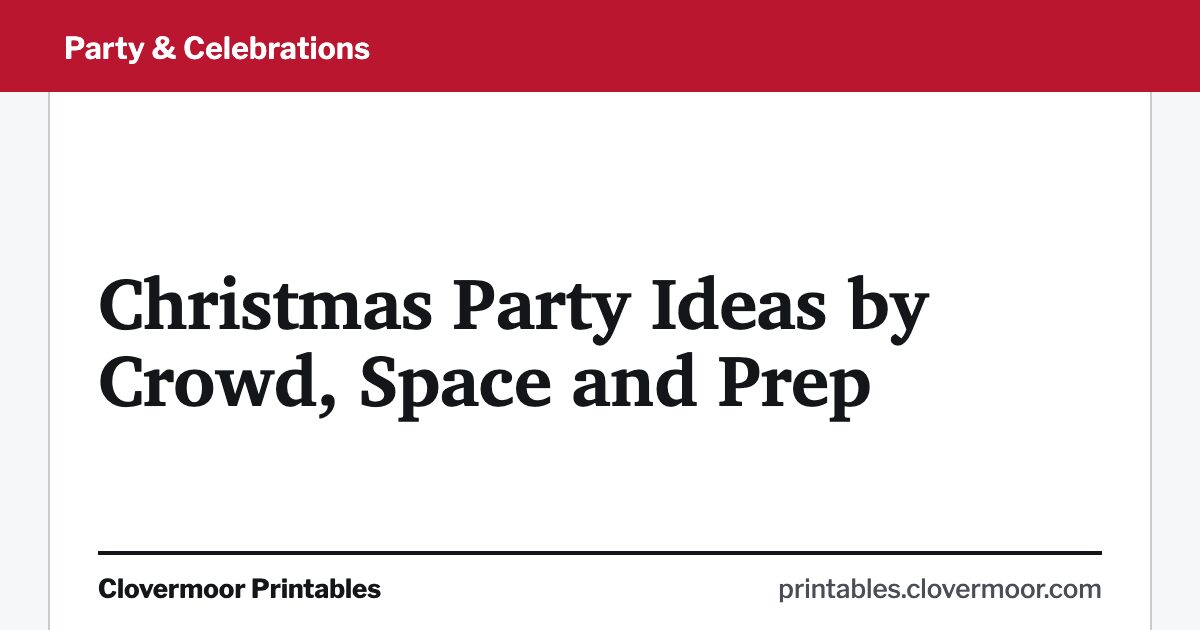 Party & Celebrations
Christmas Party Ideas by
Crowd, Space and Prep
Clovermoor Printables
printables.clovermoor.com